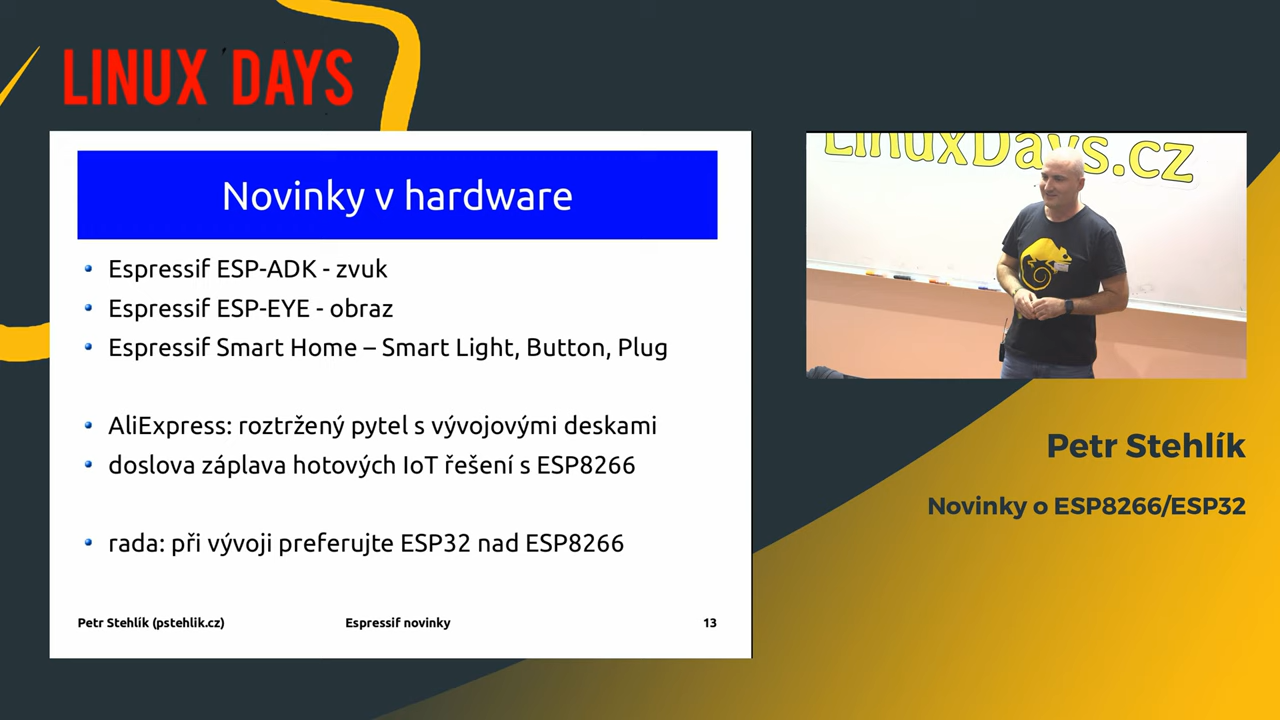 LINUX DAYS
Novinky v hardware
Espressif ESP-ADK - zvuk
Espressif ESP-EYE - obraz
Espressif Smart Home – Smart Light, Button, Plug
AliExpress: roztržený pytel s vývojovými deskami
doslova záplava hotových IoT řešení s ESP8266
rada: při vývoji preferujte ESP32 nad ESP8266
Petr Stehlík (pstehlik.cz)
Espressif novinky
13
LinuxDays.cz
Petr Stehlík
Novinky o ESP8266/ESP32